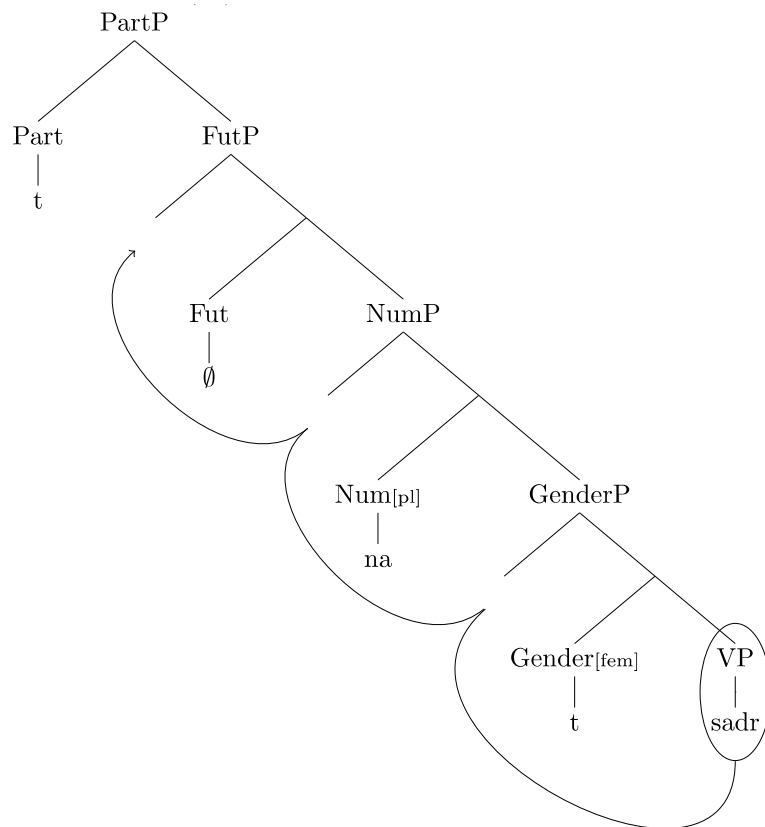 PartP
Part FutP
t
Fut NumP
∅
Num[pl] GenderP
na
Gender[fem] VP
t sadr